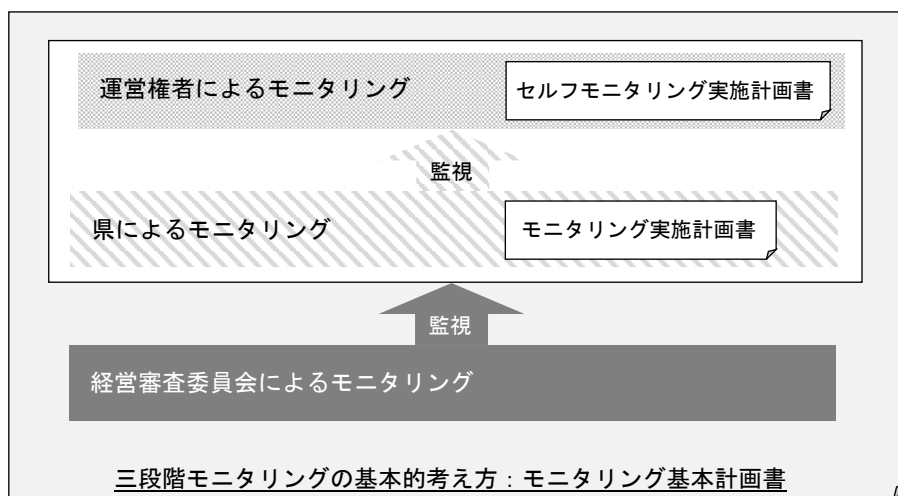 運営権者によるモニタリング
セルフモニタリング実施計画書
監視
県によるモニタリング
モニタリング実施計画書
監視
経営審査委員会によるモニタリング
三段階モニタリングの基本的考え方：モニタリング基本計画書